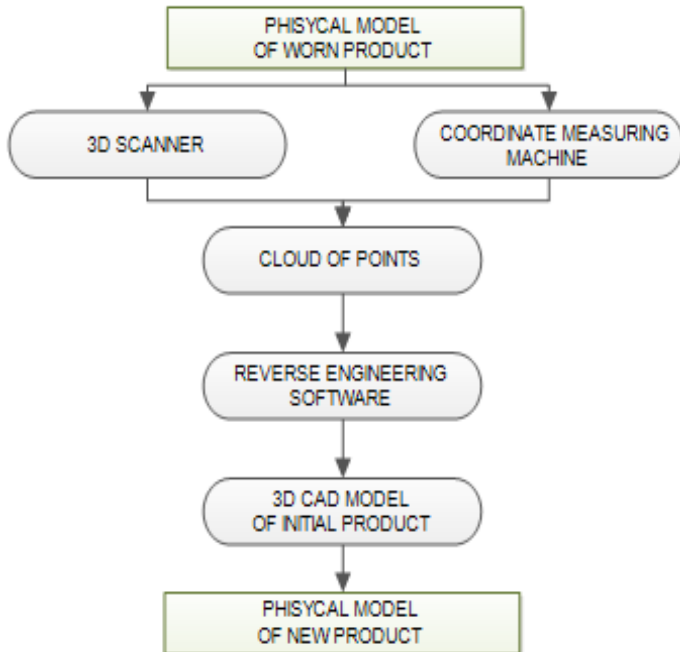 PHISYCAL MODEL
OF WORN PRODUCT
3D SCANNER
COORDINATE MEASURING
MACHINE
CLOUD OF POINTS
REVERSE ENGINEERING
SOFTWARE
3D CAD MODEL
OF INITIAL PRODUCT
PHISYCAL MODEL
OF NEW PRODUCT